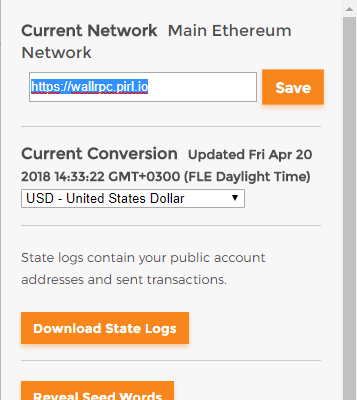 Current Network Main Ethereum
Network
https://wallrpc.pirl.io
Save
Current Conversion Updated Fri Apr 20
2018 14:33:22 GMT+0300 (FLE Daylight Time)
USD - United States Dollar
State logs contain your public account
addresses and sent transactions.
Download State Logs
Reveal Seed Words